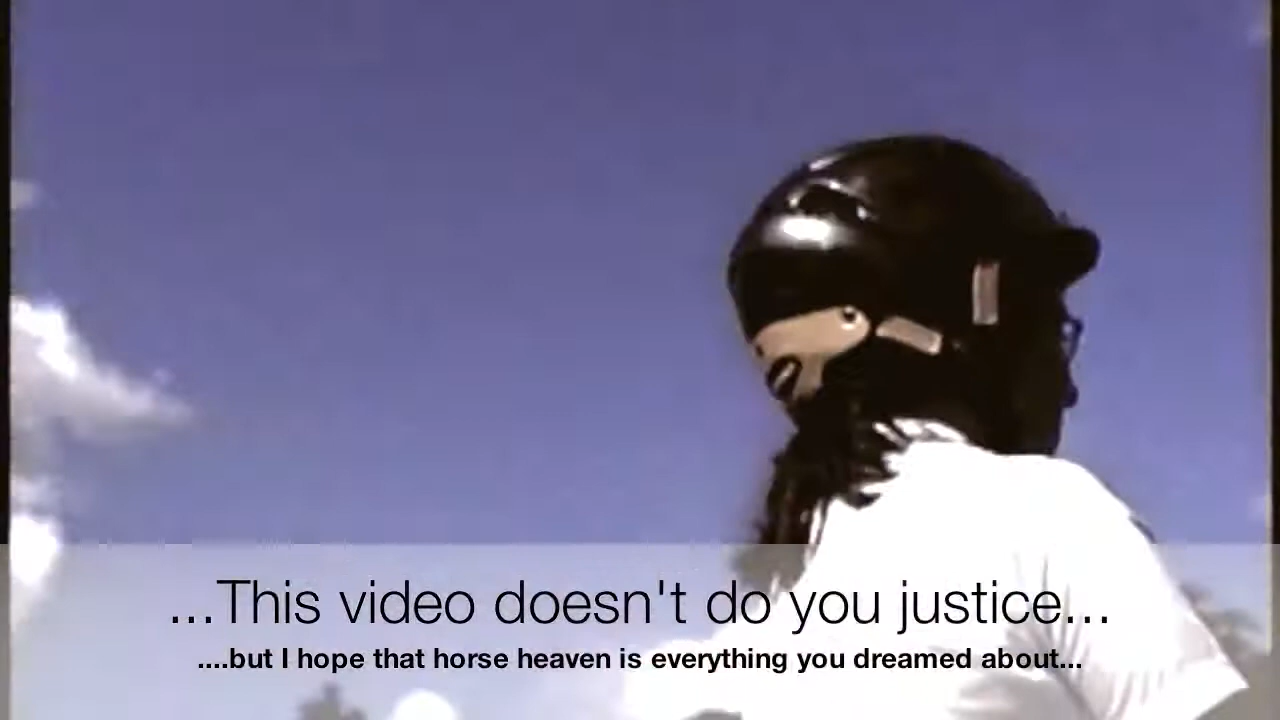 ...This video doesn't do you justice...
....but I hope that horse heaven is everything you dreamed about...